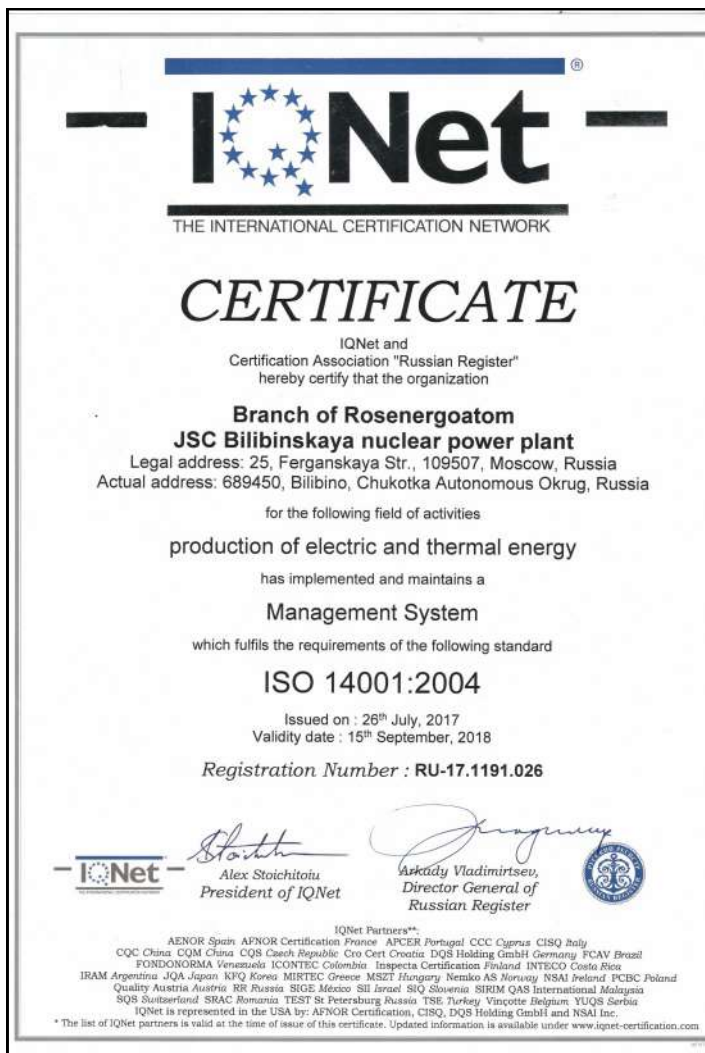 ®
IQNet
THE INTERNATIONAL CERTIFICATION NETWORK
CERTIFICATE
IQNet and
Certification Association "Russian Register"
hereby certify that the organization
Branch of Rosenergoatom
JSC Bilibinskaya nuclear power plant
Legal address: 25, Ferganskaya Str., 109507, Moscow, Russia
Actual address: 689450, Bilibino, Chukotka Autonomous Okrug, Russia
for the following field of activities
production of electric and thermal energy
has implemented and maintains a
Management System
which fulfils the requirements of the following standard
ISO 14001:2004
Issued on : 26th July, 2017
Validity date : 15th September, 2018
Registration Number : RU-17.1191.026
IQNet
Alex Stoichitoiu
President of IQNet
Arkady Vladimirtsev,
Director General of
Russian Register
IQNet Partners**:
AENOR Spain AFNOR Certification France APCER Portugal CCC Cyprus CISQ Italy
CQC China CQM China CQS Czech Republic Cro Cert Croatia DQS Holding GmbH Germany FCAV Brazil
FONDONORMA Venezuela ICONTEC Colombia Inspecta Certification Finland INTECO Costa Rica
IRAM Argentina JQA Japan KFQ Korea MIRTEC Greece MSZT Hungary Nemko AS Norway NSAI Ireland PCBC Poland
Quality Austria Austria RR Russia SIGE México SII Israel SIQ Slovenia SIRIM QAS International Malaysia
SQS Switzerland SRAC Romania TEST St Petersburg Russia TSE Turkey Vinçotte Belgium YUQS Serbia
IQNet is represented in the USA by: AFNOR Certification, CISQ, DQS Holding GmbH and NSAI Inc.
* The list of IQNet partners is valid at the time of issue of this certificate. Updated information is available under www.iqnet-certification.com